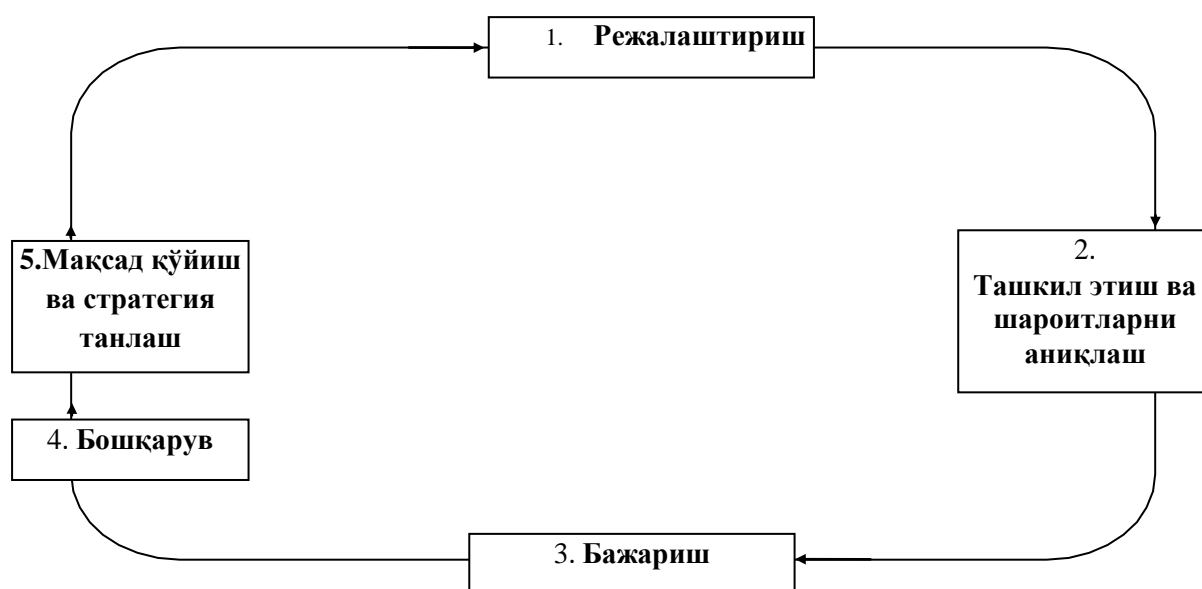 1. Режалаштириш
2.
Ташкил этиш ва
шароитларни
аниқлаш
3. Бажариш
4. Бошқарув
5.Мақсад қўйиш
ва стратегия
танлаш